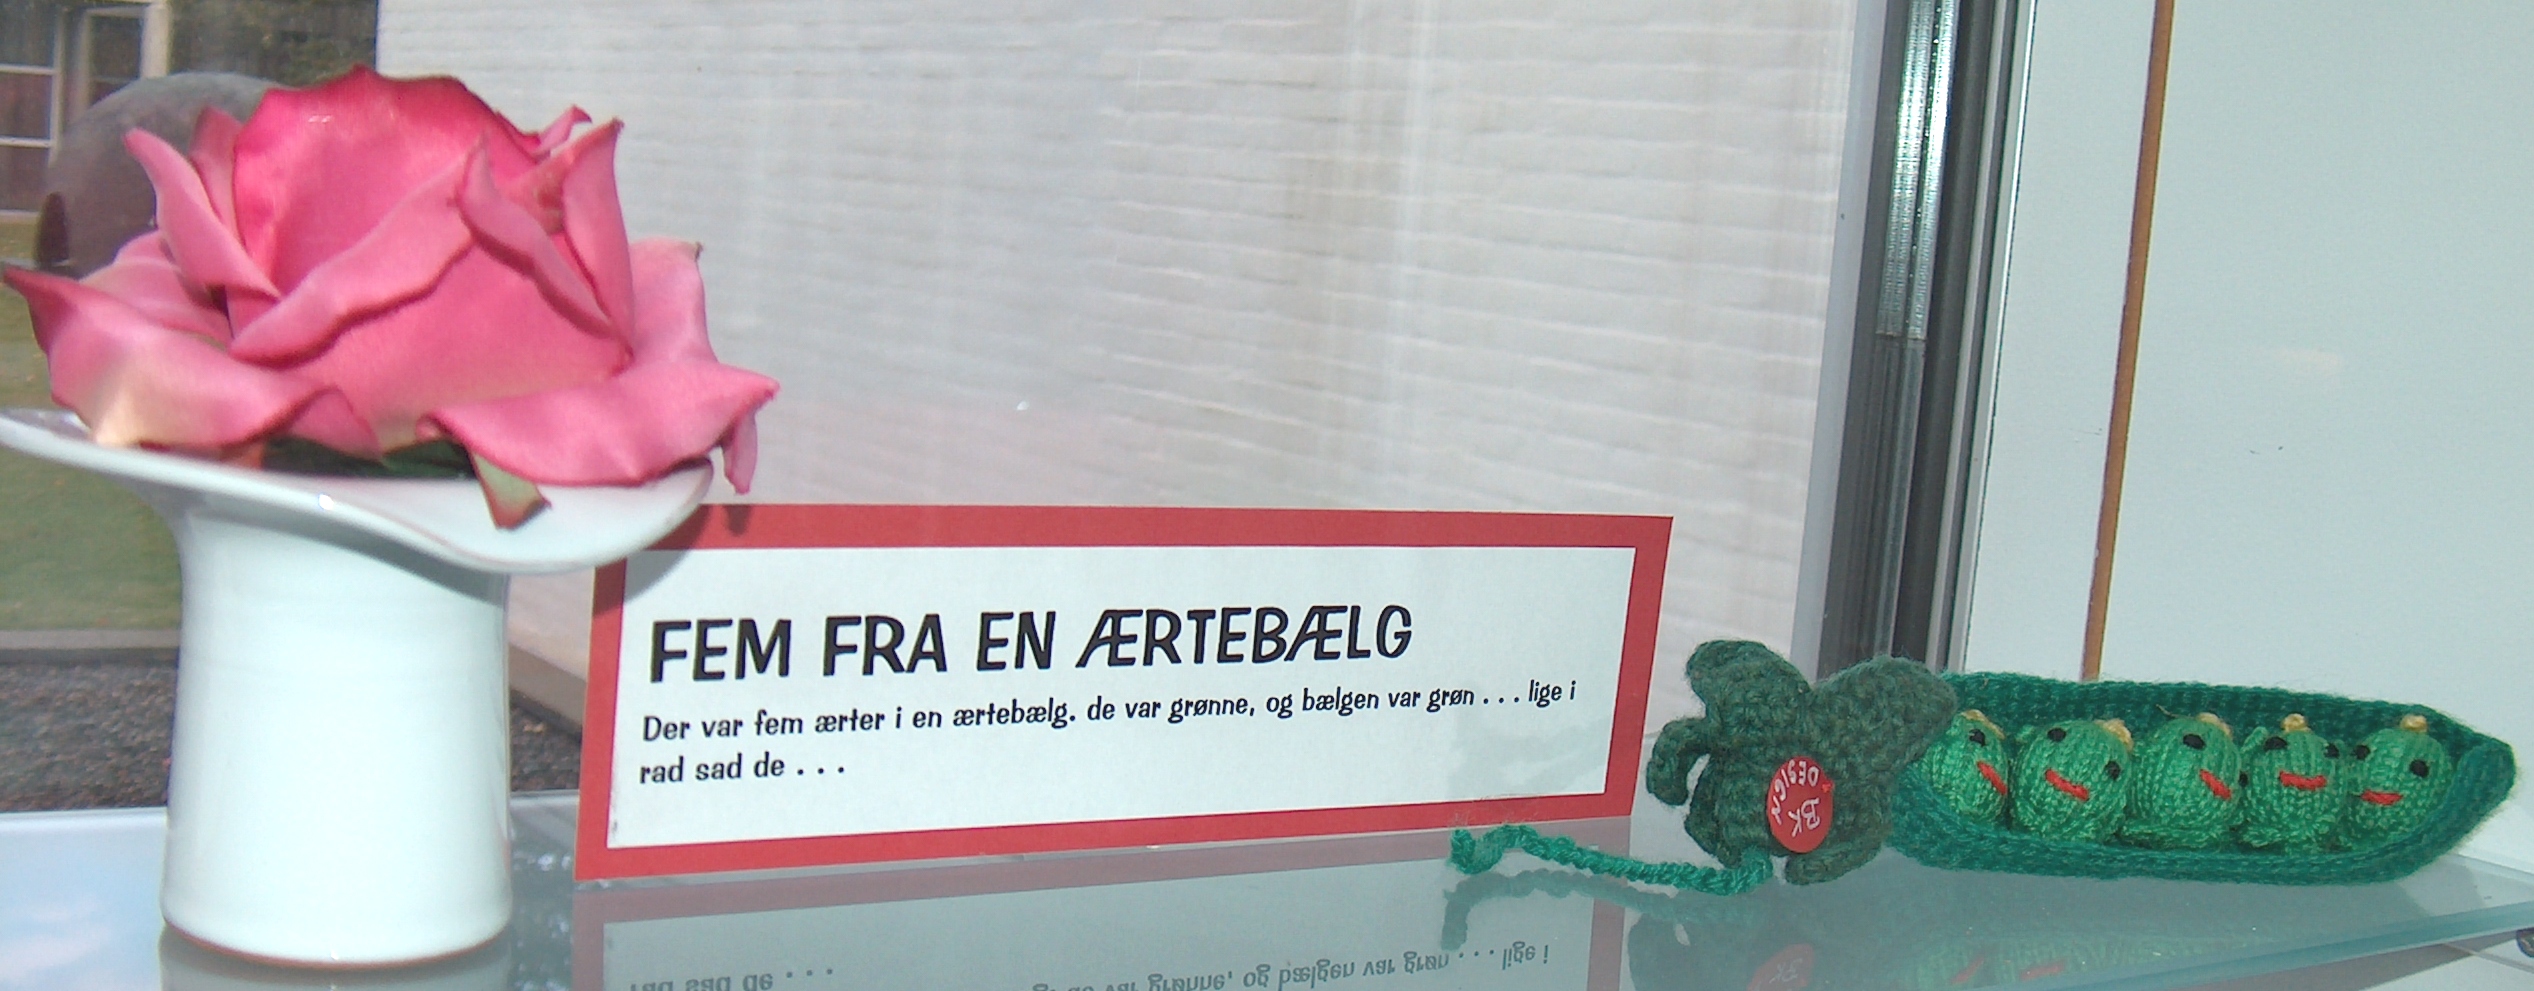 FEM FRA EN ÆRTEBÆLG
Der var fem ærter i en ærtebælg. de var grønne, og bælgen var grøn . . . lige i
rad sad de . . .
BK
DESIGN